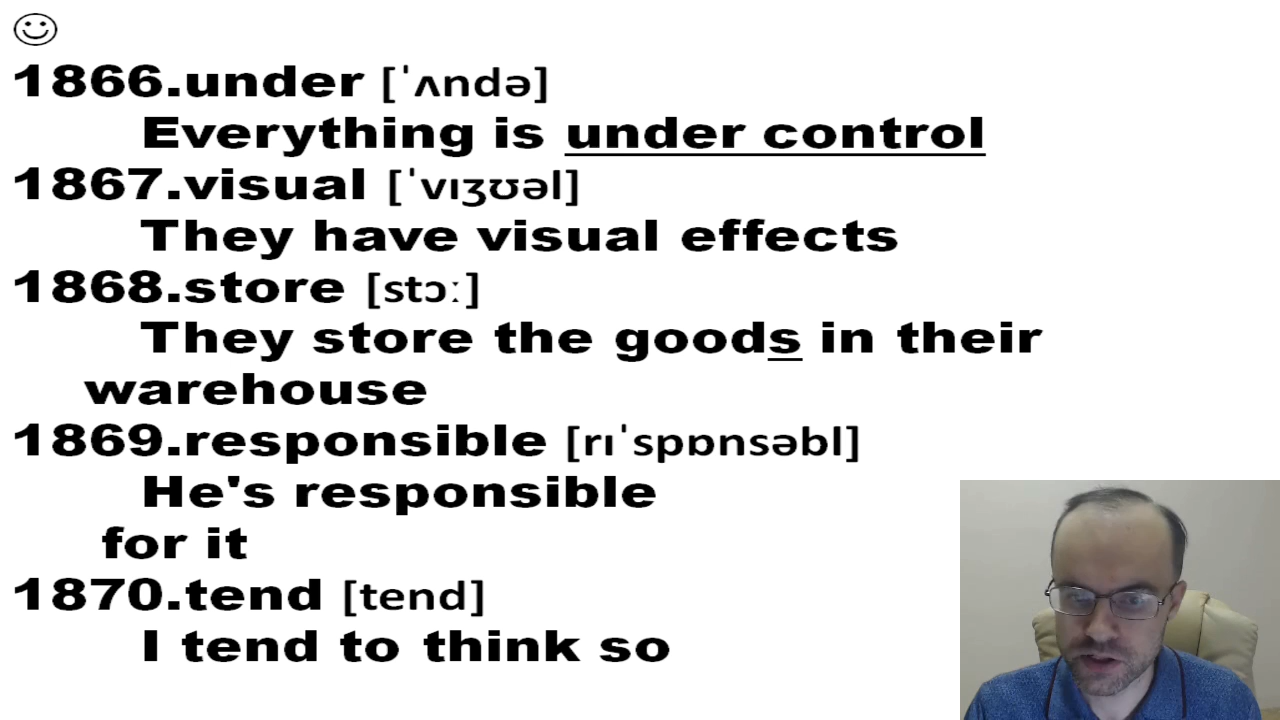 1866.under [ˈʌndə]
Everything is under control
1867.visual [ˈvɪʒʊəl]
They have visual effects
1868.store [stɔː]
They store the goods in their
warehouse
1869.responsible [rɪˈspɒnsəbl]
He's responsible
for it
1870.tend [tend]
I tend to think so